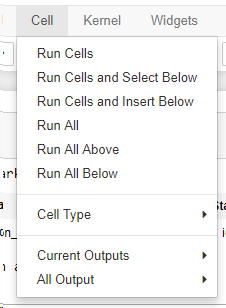 Cell Kernel Widgets
Run Cells
Run Cells and Select Below
Run Cells and Insert Below
Run All
Run All Above
Run All Below
Cell Type
Current Outputs
All Output